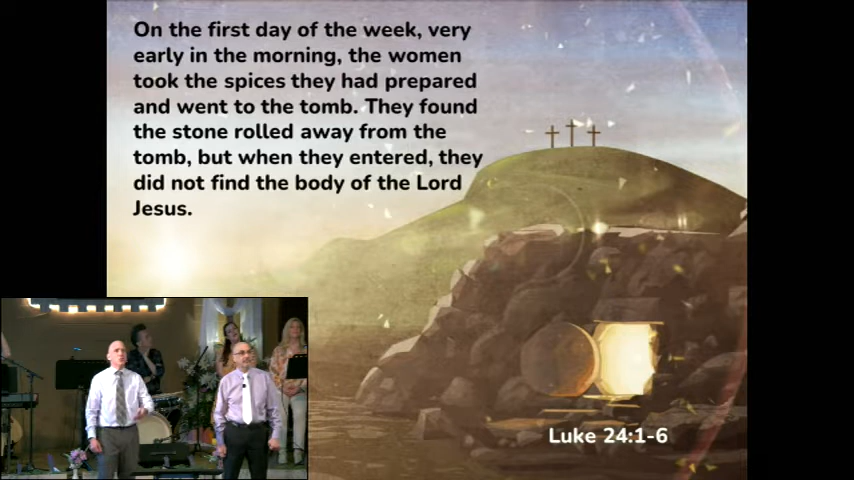 On the first day of the week, very
early in the morning, the women
took the spices they had prepared
and went to the tomb. They found
the stone rolled away from the
tomb, but when they entered, they
did not find the body of the Lord
Jesus.
Luke 24:1-6